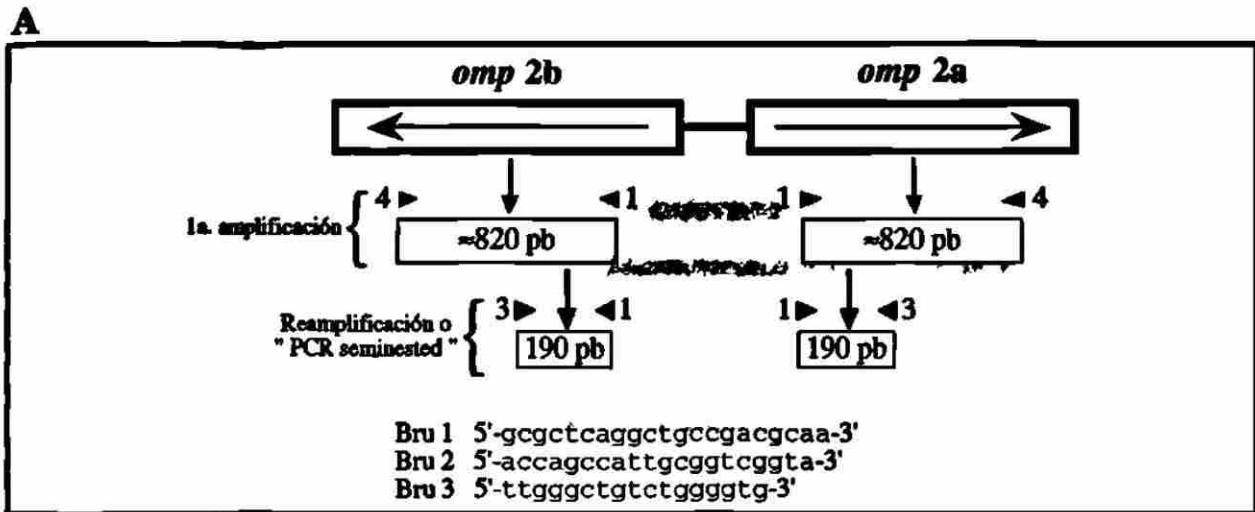 A
omp 2b omp 2a
4 1 1 4
1a. amplificación
≈820 pb ≈820 pb
3 1 1 3
Reamplificación o
" PCR seminested "
190 pb 190 pb
Bru 1 5'-gcgctcaggctgccgacgcaa-3'
Bru 2 5'-accagccattgcggtcggta-3'
Bru 3 5'-ttgggctgtctggggtg-3'